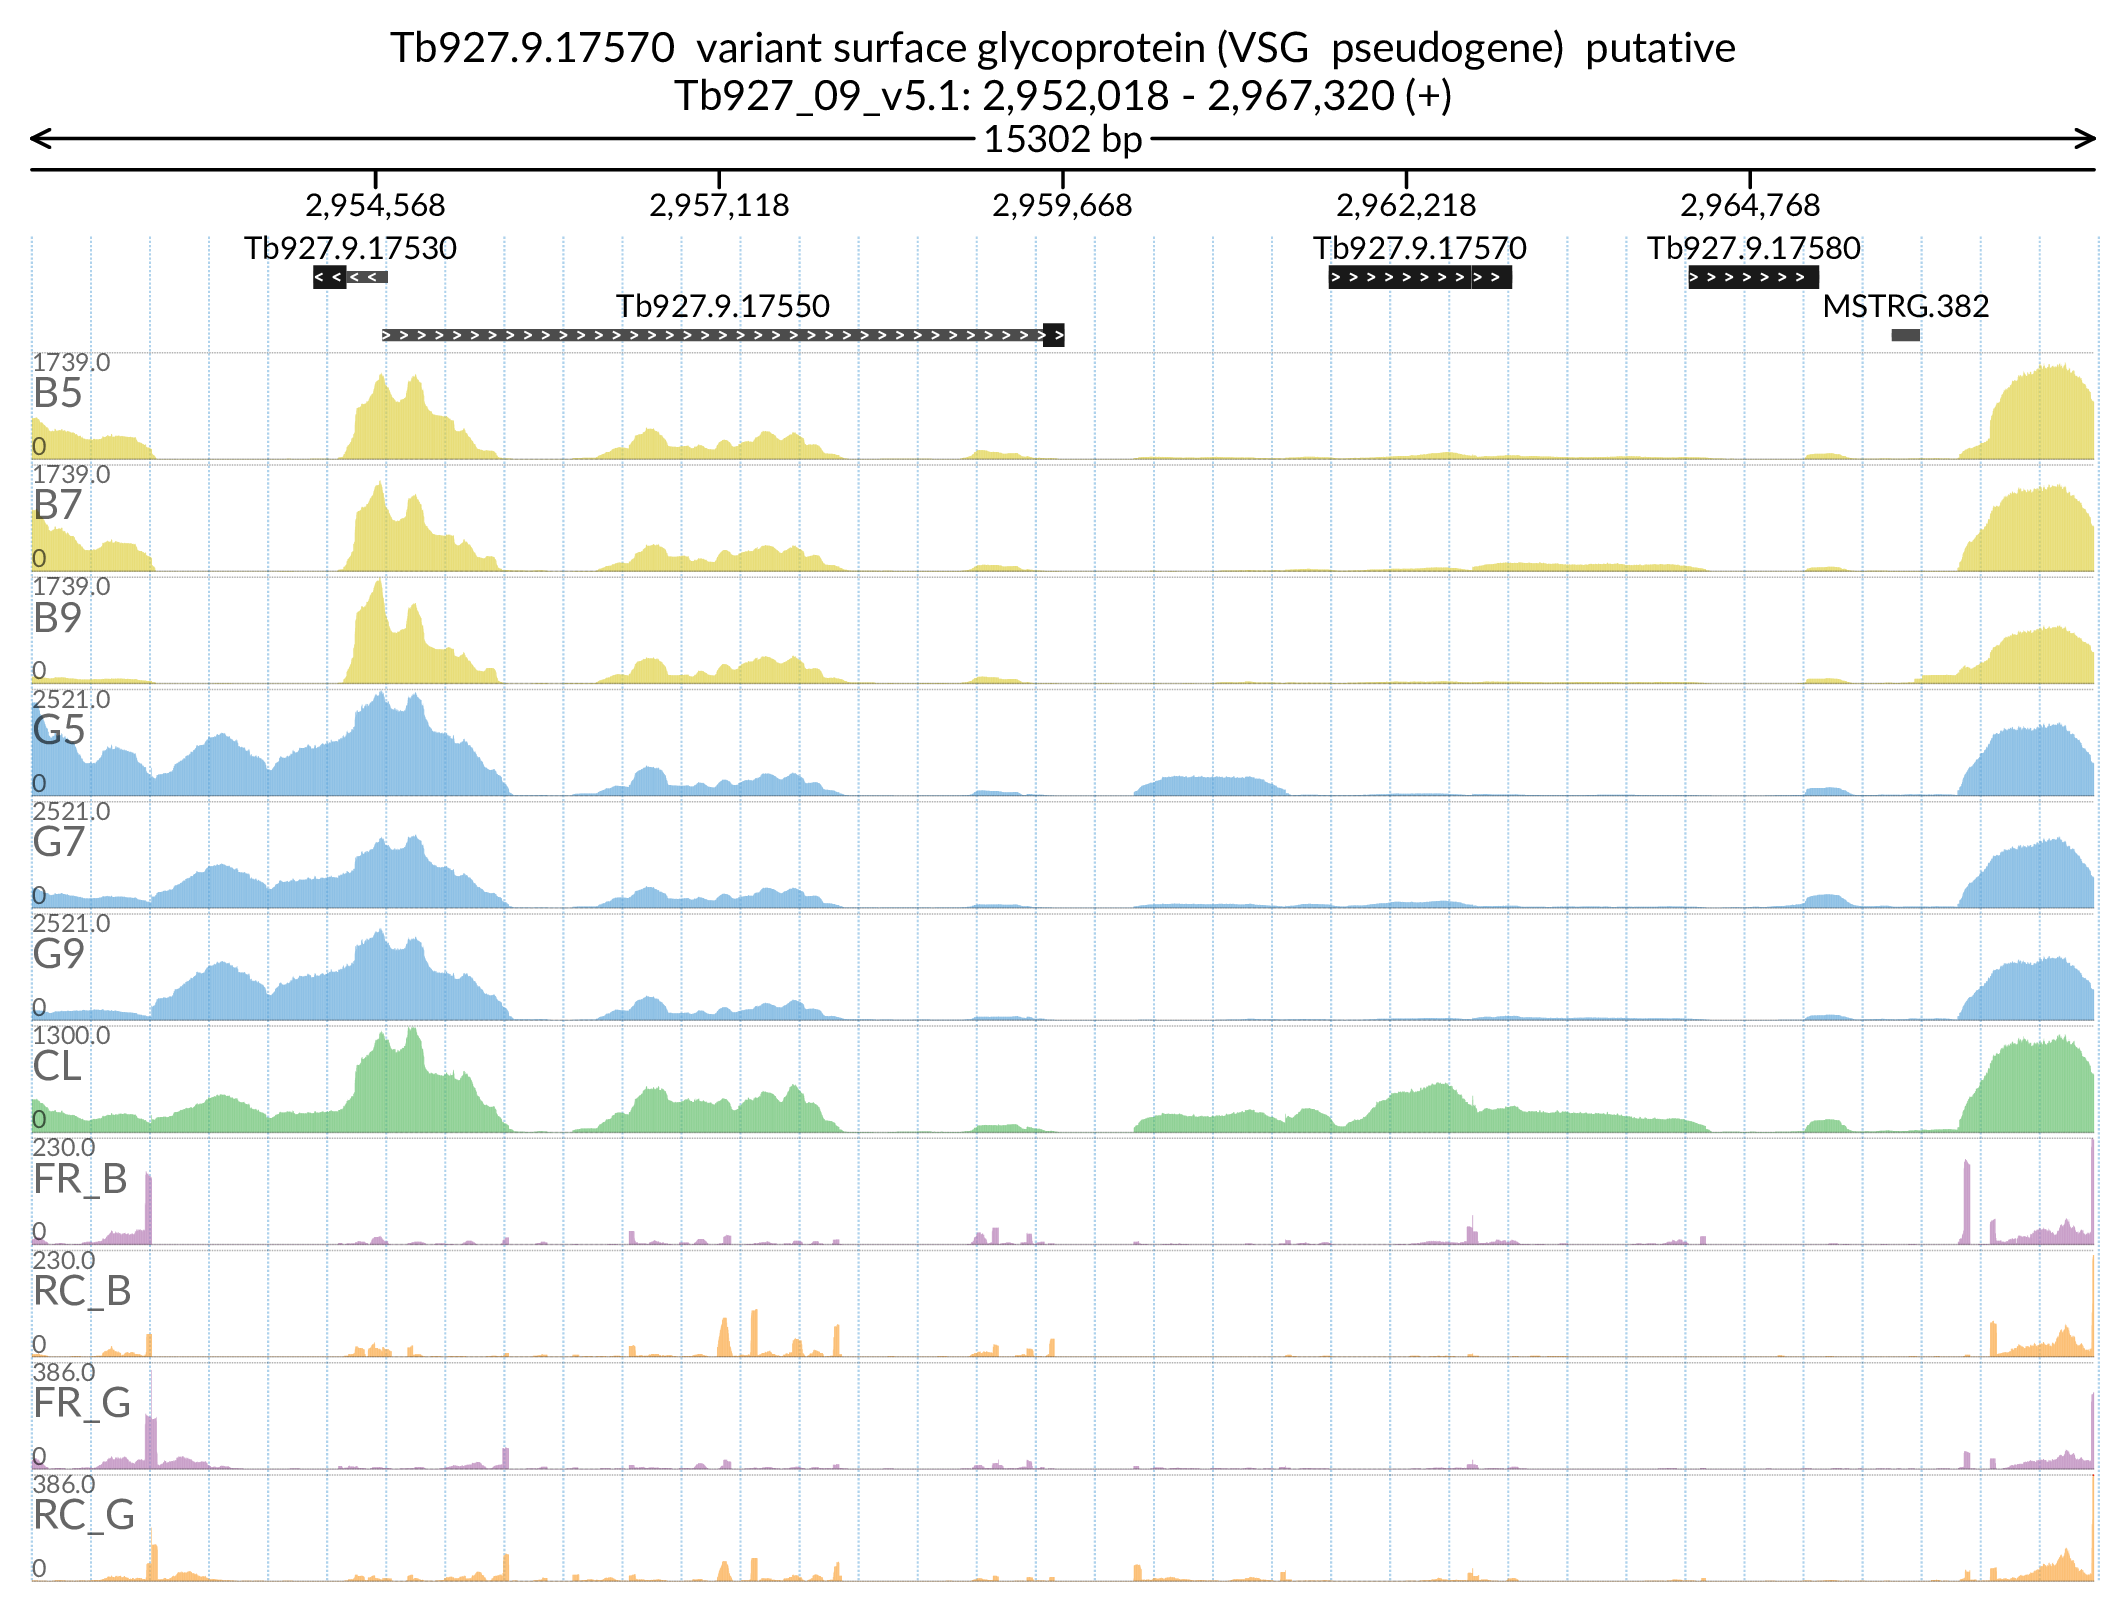 Tb927.9.17570 variant surface glycoprotein (VSG pseudogene) putative
Tb927_09_v5.1: 2,952,018 - 2,967,320 (+)
15302 bp
2,954,568 2,957,118 2,959,668 2,962,218 2,964,768
Tb927.9.17530 Tb927.9.17570 Tb927.9.17580
Tb927.9.17550 MSTRG.382
1739.0
B5
0
1739.0
B7
0
1739.0
B9
0
2521.0
G5
0
2521.0
G7
0
2521.0
G9
0
1300.0
CL
0
230.0
FR_B
0
230.0
RC_B
0
386.0
FR_G
0
386.0
RC_G
0